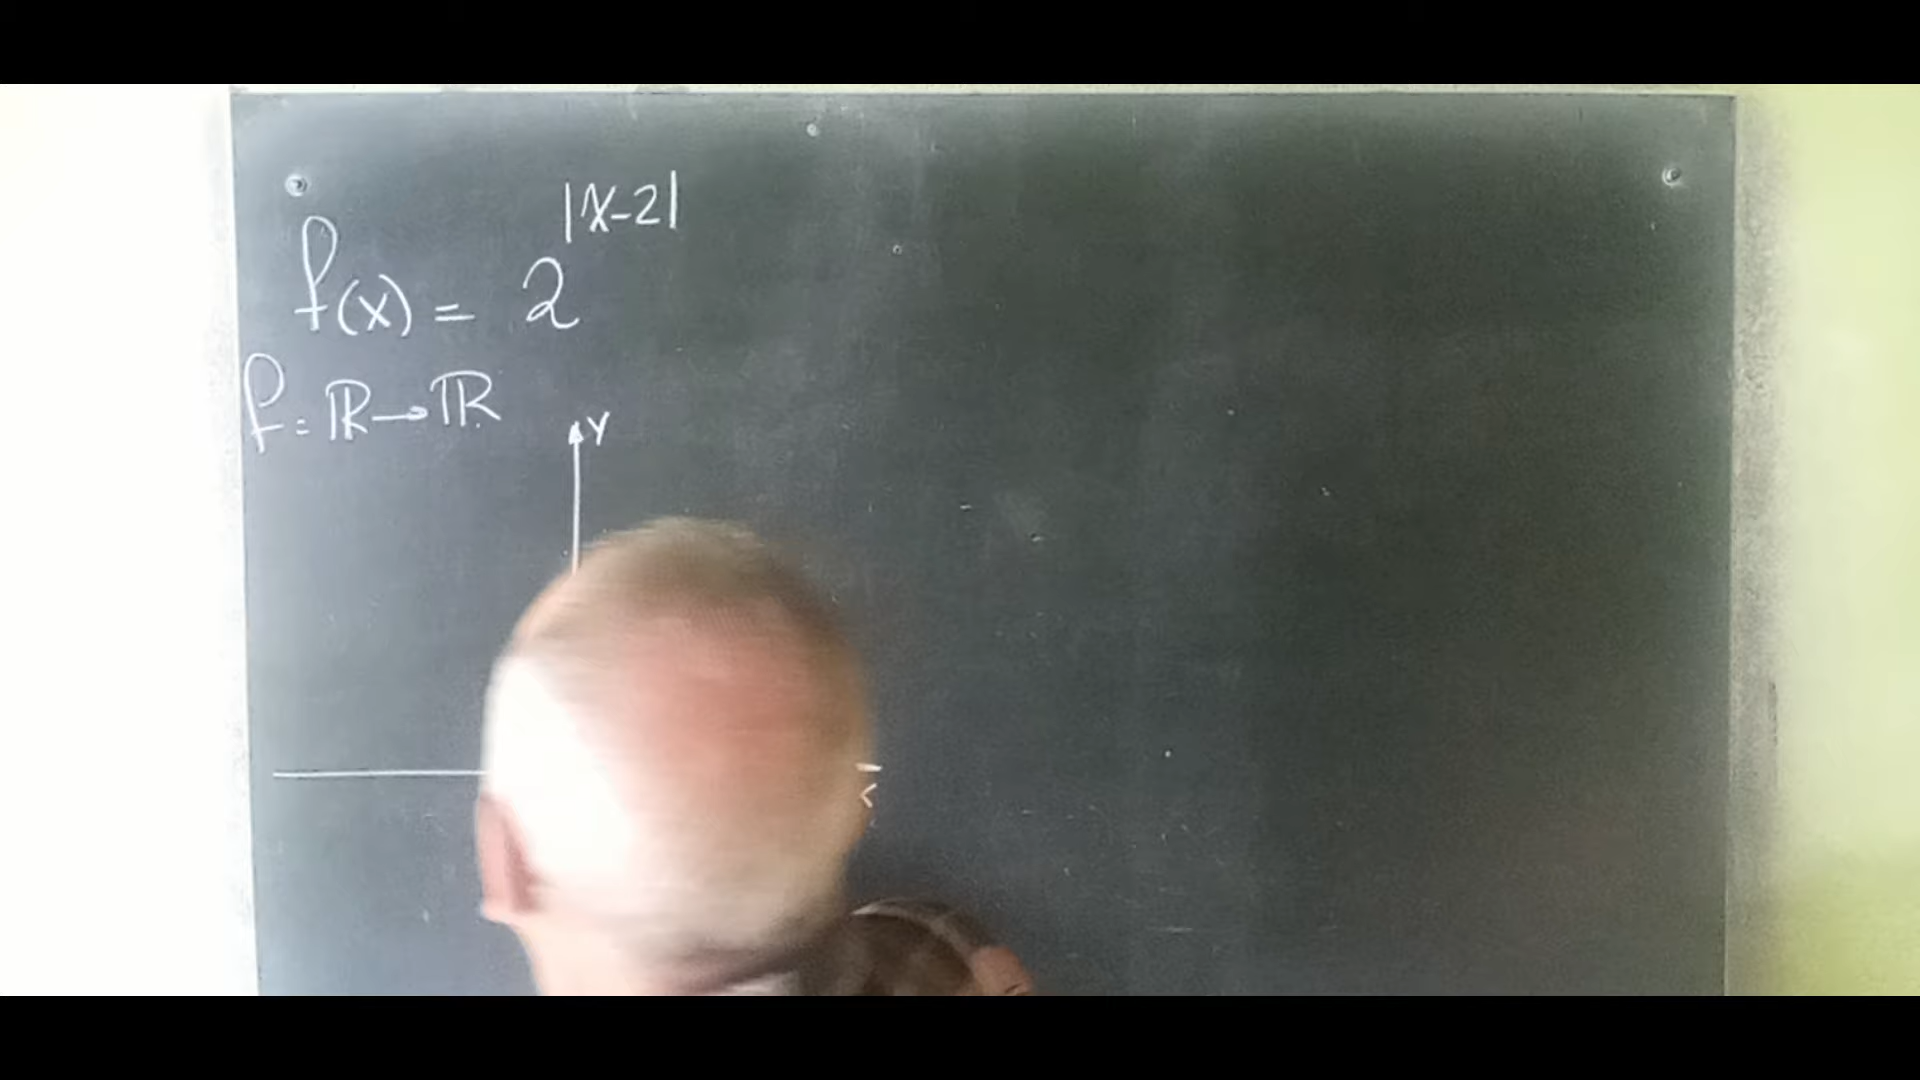 f(x) = 2^|x-2|
f: ℝ → ℝ
Y